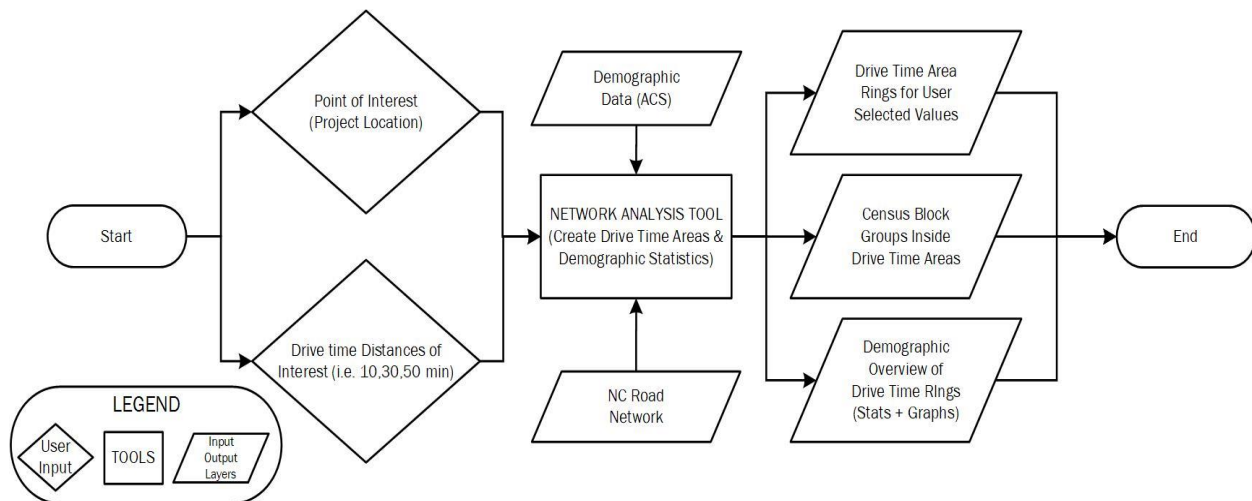 Start
Point of Interest
(Project Location)
Drive time Distances of
Interest (i.e. 10,30,50 min)
Demographic
Data (ACS)
NETWORK ANALYSIS TOOL
(Create Drive Time Areas &
Demographic Statistics)
NC Road
Network
Drive Time Area
Rings for User
Selected Values
Census Block
Groups Inside
Drive Time Areas
Demographic
Overview of
Drive Time RIngs
(Stats + Graphs)
End
LEGEND
User
Input
TOOLS
Input
Output
Layers